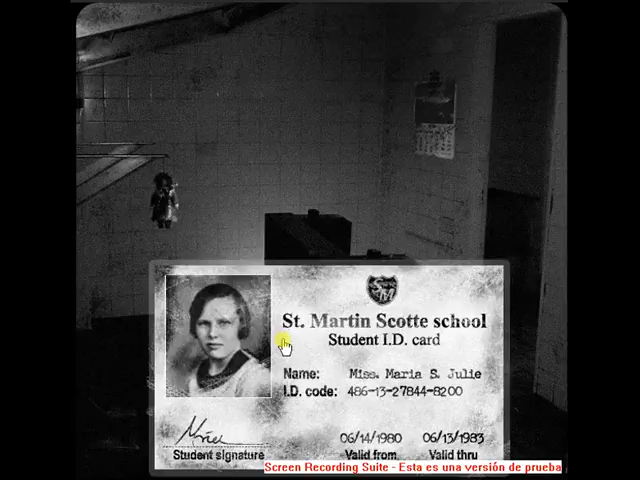 St. Martin Scotte school
Student I.D. card
Name: Miss. Maria S. Julie
I.D. code: 486-13-27844-8200
06/14/1980 06/13/1983
Student signature Valid from Valid thru
Screen Recording Suite - Esta es una versión de prueba